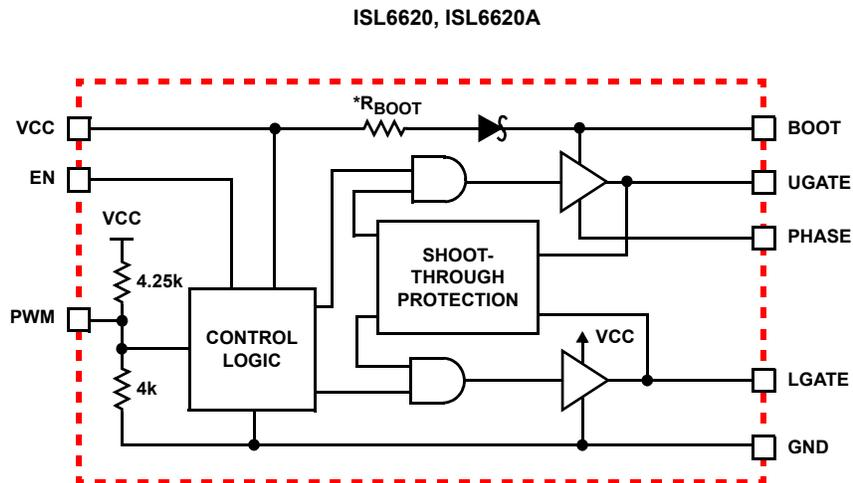 ISL6620, ISL6620A
*RBOOT
VCC
BOOT
EN
UGATE
VCC
PHASE
SHOOT-
THROUGH
PROTECTION
4.25k
PWM
CONTROL
LOGIC
VCC
4k
LGATE
GND